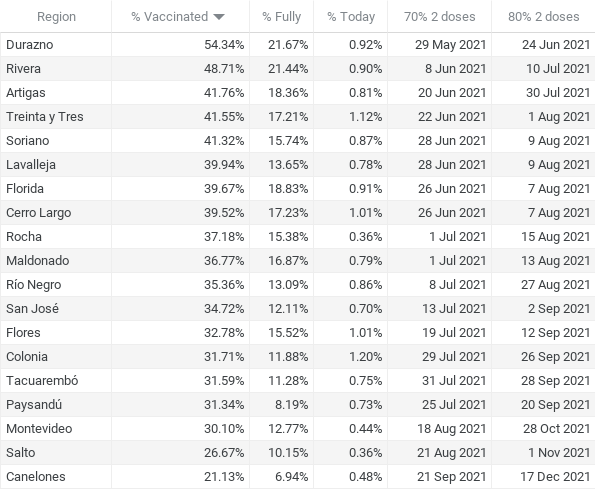 Region % Vaccinated % Fully % Today 70% 2 doses 80% 2 doses
Durazno 54.34% 21.67% 0.92% 29 May 2021 24 Jun 2021
Rivera 48.71% 21.44% 0.90% 8 Jun 2021 10 Jul 2021
Artigas 41.76% 18.36% 0.81% 20 Jun 2021 30 Jul 2021
Treinta y Tres 41.55% 17.21% 1.12% 22 Jun 2021 1 Aug 2021
Soriano 41.32% 15.74% 0.87% 28 Jun 2021 9 Aug 2021
Lavalleja 39.94% 13.65% 0.78% 28 Jun 2021 9 Aug 2021
Florida 39.67% 18.83% 0.91% 26 Jun 2021 7 Aug 2021
Cerro Largo 39.52% 17.23% 1.01% 26 Jun 2021 7 Aug 2021
Rocha 37.18% 15.38% 0.36% 1 Jul 2021 15 Aug 2021
Maldonado 36.77% 16.87% 0.79% 1 Jul 2021 13 Aug 2021
Río Negro 35.36% 13.09% 0.86% 8 Jul 2021 27 Aug 2021
San José 34.72% 12.11% 0.70% 13 Jul 2021 2 Sep 2021
Flores 32.78% 15.52% 1.01% 19 Jul 2021 12 Sep 2021
Colonia 31.71% 11.88% 1.20% 29 Jul 2021 26 Sep 2021
Tacuarembó 31.59% 11.28% 0.75% 31 Jul 2021 28 Sep 2021
Paysandú 31.34% 8.19% 0.73% 25 Jul 2021 20 Sep 2021
Montevideo 30.10% 12.77% 0.44% 18 Aug 2021 28 Oct 2021
Salto 26.67% 10.15% 0.36% 21 Aug 2021 1 Nov 2021
Canelones 21.13% 6.94% 0.48% 21 Sep 2021 17 Dec 2021